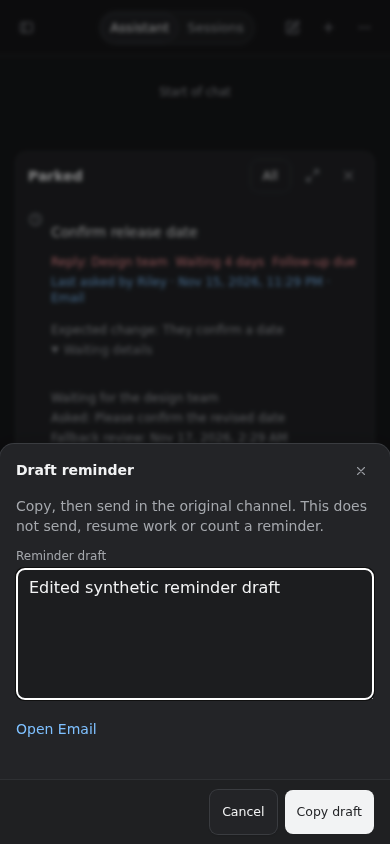 Assistant
Sessions
Start of chat
Parked
All
Confirm release date
Reply: Design team Waiting 4 days Follow-up due
Last asked by Riley · Nov 15, 2026, 11:29 PM ·
Email
Expected change: They confirm a date
▾ Waiting details
Waiting for the design team
Asked: Please confirm the revised date
Fallback review: Nov 17, 2026, 2:29 AM
Draft reminder
Copy, then send in the original channel. This does
not send, resume work or count a reminder.
Reminder draft
Edited synthetic reminder draft
Open Email
Cancel
Copy draft